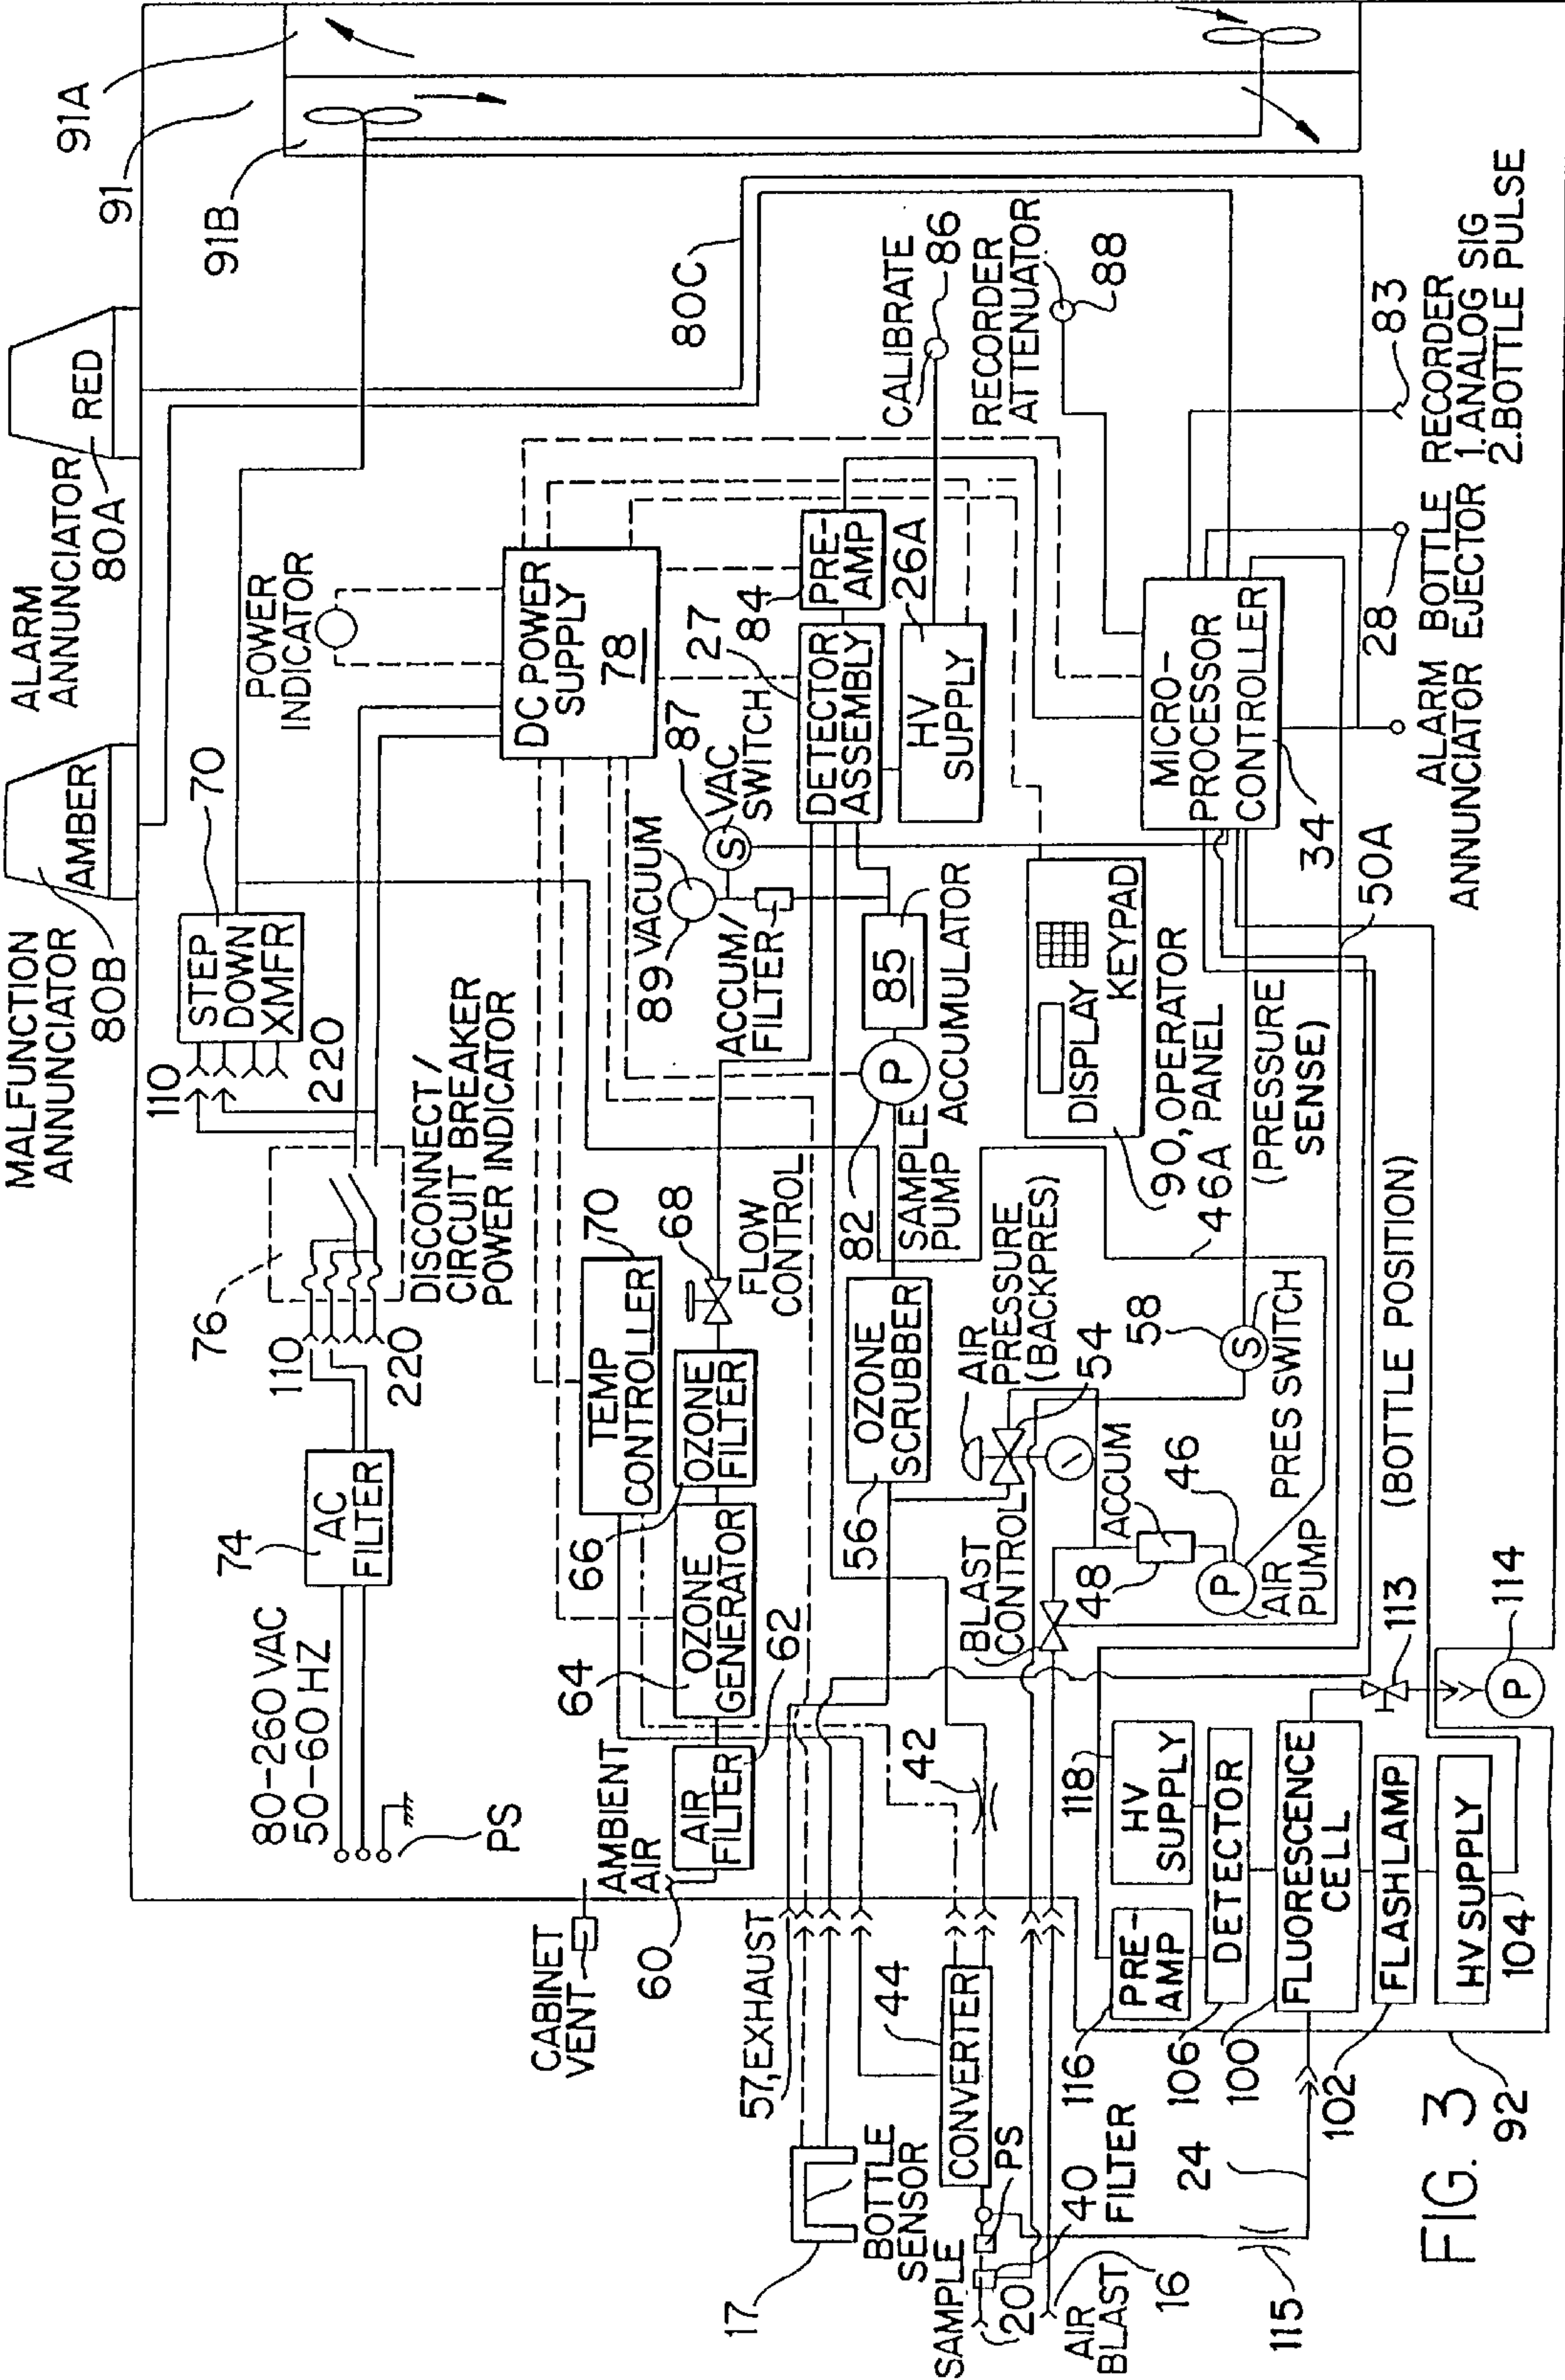 MALFUNCTION
ANNUNCIATOR
80B
AMBER
ALARM
ANNUNCIATOR
80A
RED
91
91A
91B
80-260 VAC
50-60 HZ
PS
74
AC
FILTER
110
220
76
DISCONNECT/
CIRCUIT BREAKER
POWER INDICATOR
110
220
STEP
DOWN
XMFR
70
POWER
INDICATOR
DC POWER
SUPPLY
78
80C
CABINET
VENT
AMBIENT
AIR
60
AIR
FILTER
62
64
OZONE
GENERATOR
66
OZONE
FILTER
TEMP
CONTROLLER
70
68
FLOW
CONTROL
89
VACUUM
87
VAC
SWITCH
S
ACCUM/
FILTER
27
DETECTOR
ASSEMBLY
84
PRE-
AMP
26A
HV
SUPPLY
CALIBRATE
86
RECORDER
ATTENUATOR
88
57, EXHAUST
17
BOTTLE
SENSOR
44
CONVERTER
42
56
OZONE
SCRUBBER
82
SAMPLE
PUMP
P
85
ACCUMULATOR
DISPLAY
KEYPAD
90, OPERATOR
PANEL
46A
SAMPLE
20
PS
40
FILTER
AIR
BLAST
16
BLAST
CONTROL
AIR
PRESSURE
(BACKPRES)
54
ACCUM
48
46
P
AIR
PUMP
58
S
PRESS SWITCH
(PRESSURE
SENSE)
MICRO-
PROCESSOR
CONTROLLER
34
50A
ALARM
ANNUNCIATOR
BOTTLE
EJECTOR
28
RECORDER
1.ANALOG SIG
2.BOTTLE PULSE
83
(BOTTLE POSITION)
116
PRE-
AMP
118
HV
SUPPLY
106
DETECTOR
100
FLUORESCENCE
CELL
102
FLASHLAMP
HV SUPPLY
104
92
113
114
P
24
115
FIG. 3